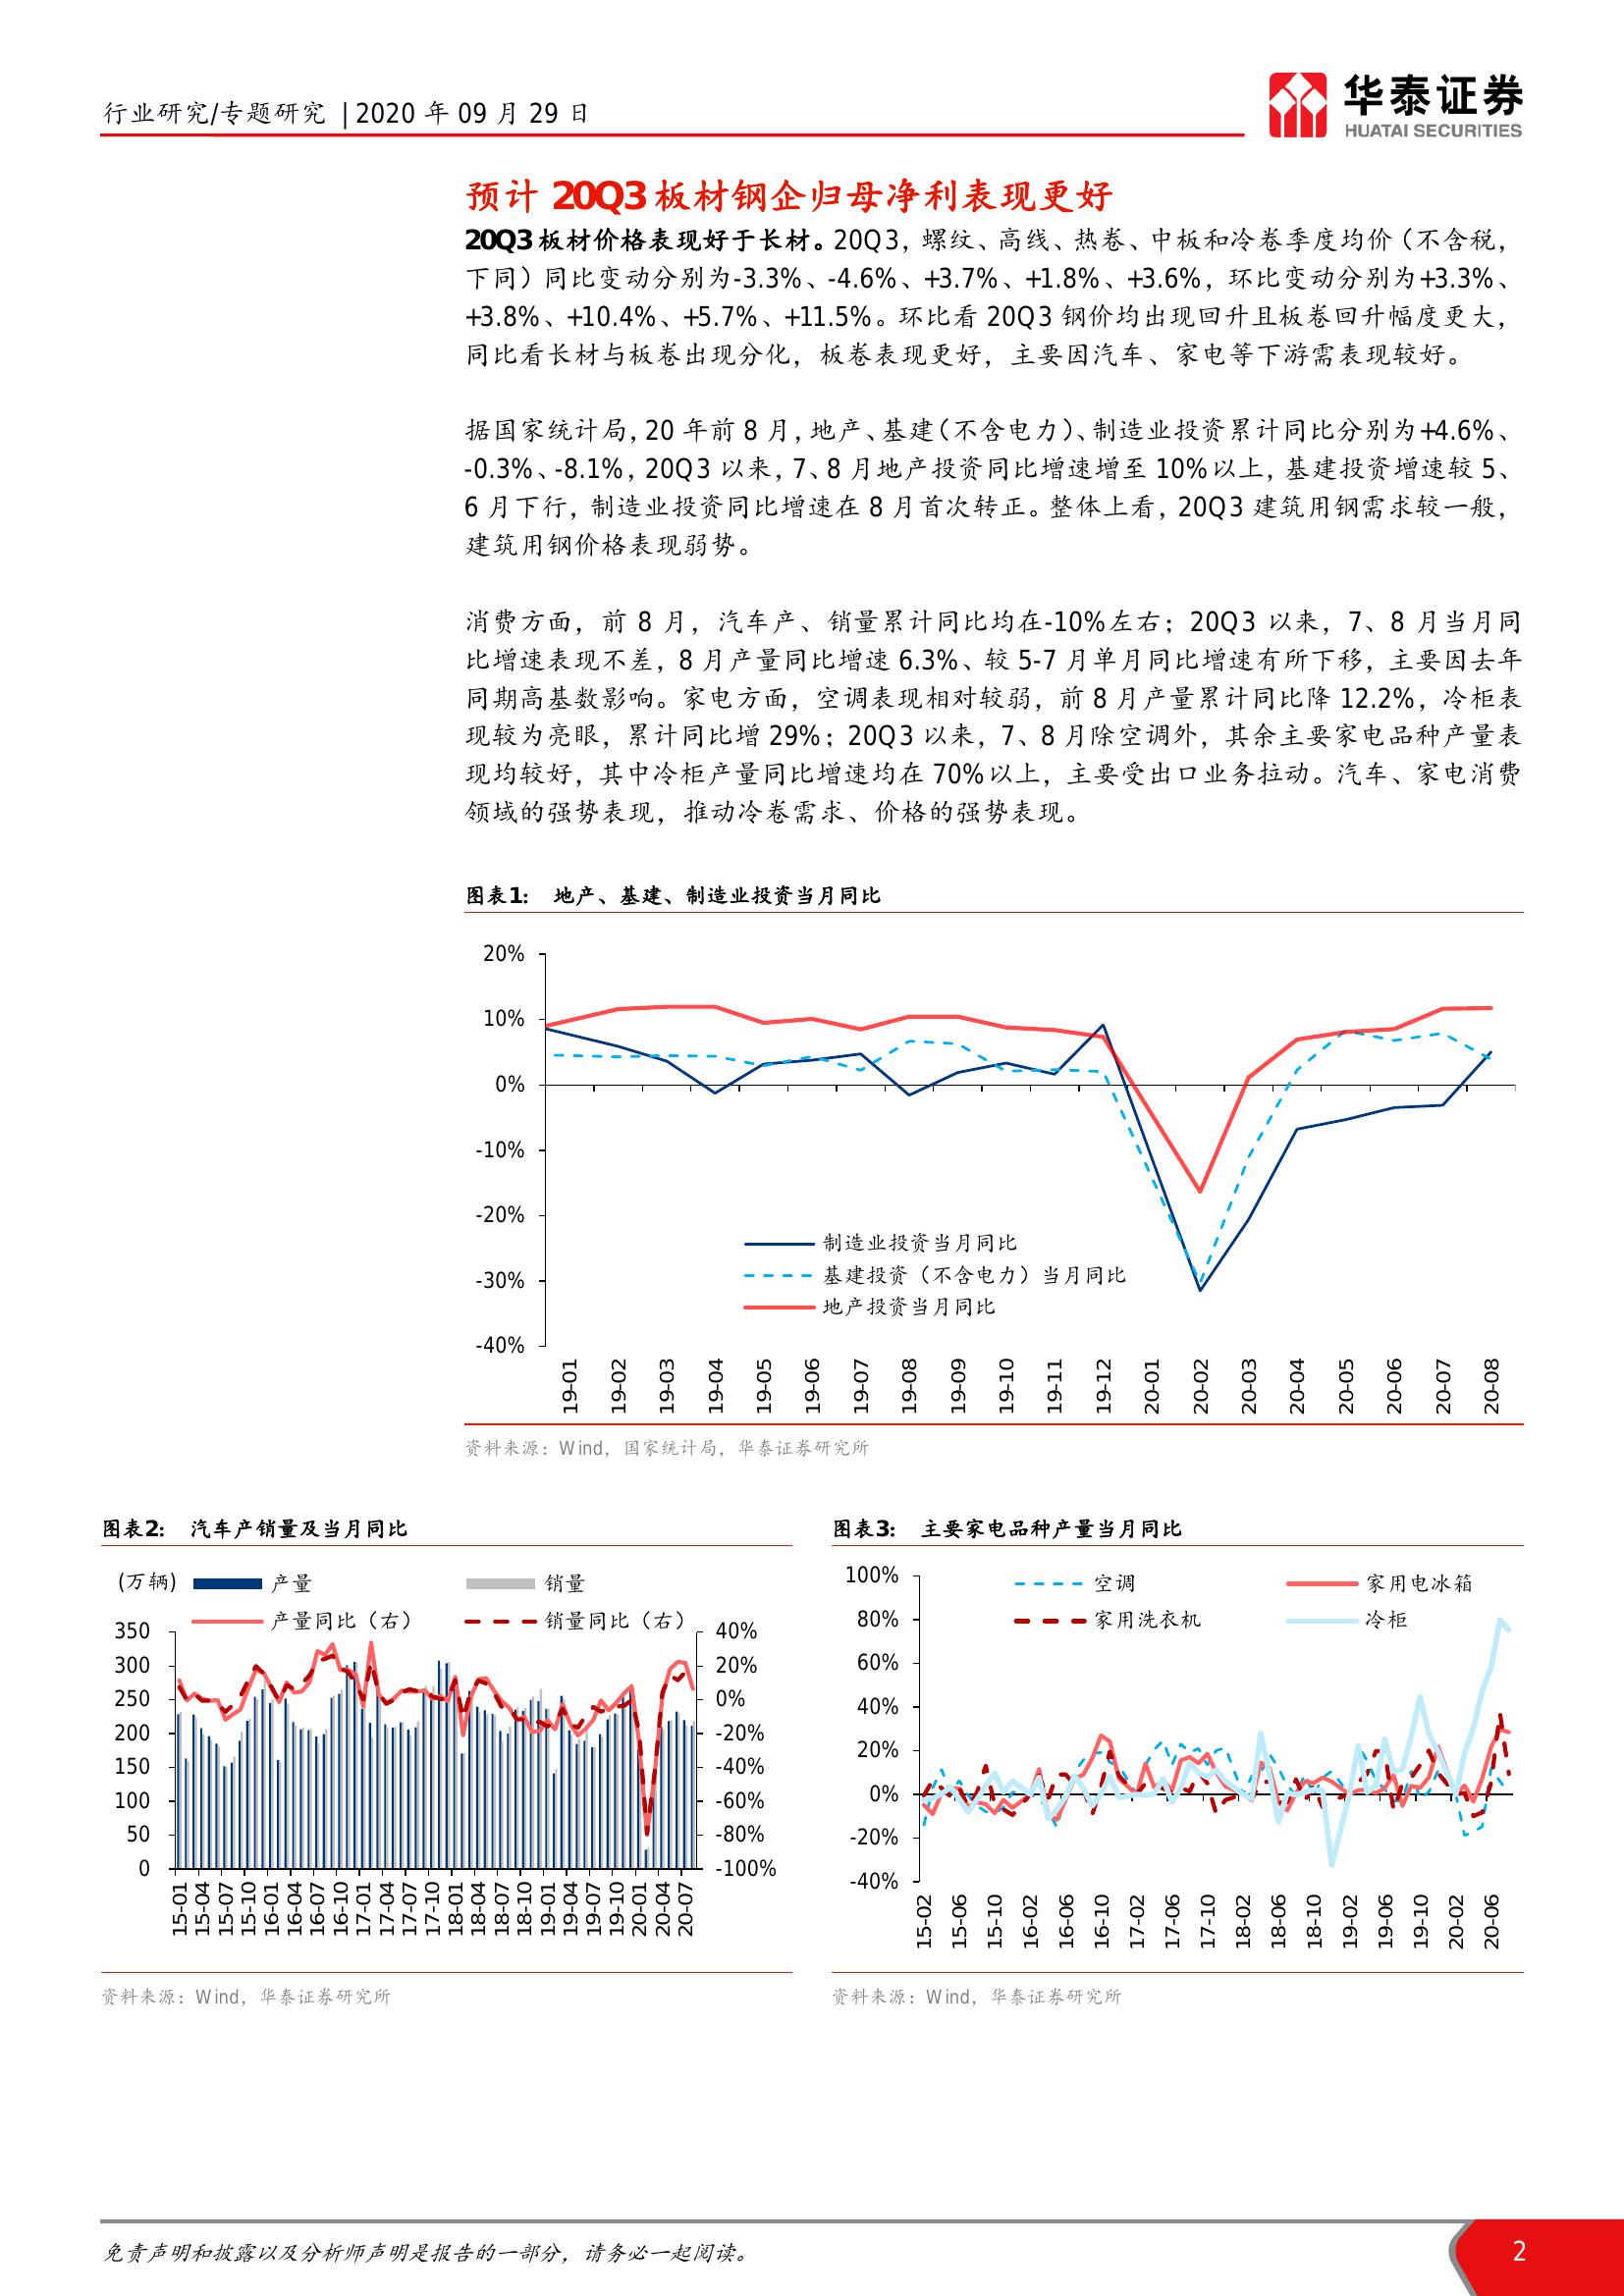 行业研究/专题研究 | 2020 年 09 月 29 日
华泰证券
HUATAI SECURITIES
预计 20Q3 板材钢企归母净利表现更好
20Q3 板材价格表现好于长材。20Q3，螺纹、高线、热卷、中板和冷卷季度均价（不含税，
下同）同比变动分别为-3.3%、-4.6%、+3.7%、+1.8%、+3.6%，环比变动分别为+3.3%、
+3.8%、+10.4%、+5.7%、+11.5%。环比看 20Q3 钢价均出现回升且板卷回升幅度更大，
同比看长材与板卷出现分化，板卷表现更好，主要因汽车、家电等下游需表现较好。
据国家统计局，20 年前 8 月，地产、基建（不含电力）、制造业投资累计同比分别为+4.6%、
-0.3%、-8.1%，20Q3 以来，7、8 月地产投资同比增速增至 10%以上，基建投资增速较 5、
6 月下行，制造业投资同比增速在 8 月首次转正。整体上看，20Q3 建筑用钢需求较一般，
建筑用钢价格表现弱势。
消费方面，前 8 月，汽车产、销量累计同比均在-10%左右；20Q3 以来，7、8 月当月同
比增速表现不差，8 月产量同比增速 6.3%、较 5-7 月单月同比增速有所下移，主要因去年
同期高基数影响。家电方面，空调表现相对较弱，前 8 月产量累计同比降 12.2%，冷柜表
现较为亮眼，累计同比增 29%；20Q3 以来，7、8 月除空调外，其余主要家电品种产量表
现均较好，其中冷柜产量同比增速均在 70%以上，主要受出口业务拉动。汽车、家电消费
领域的强势表现，推动冷卷需求、价格的强势表现。
图表1： 地产、基建、制造业投资当月同比
20%
10%
0%
-10%
-20%
-30%
-40%
制造业投资当月同比
基建投资（不含电力）当月同比
地产投资当月同比
19-01 19-02 19-03 19-04 19-05 19-06 19-07 19-08 19-09 19-10 19-11 19-12 20-01 20-02 20-03 20-04 20-05 20-06 20-07 20-08
资料来源：Wind，国家统计局，华泰证券研究所
图表2： 汽车产销量及当月同比
(万辆) 产量 销量
产量同比（右） 销量同比（右）
350 40%
300 20%
250 0%
200 -20%
150 -40%
100 -60%
50 -80%
0 -100%
15-01 15-04 15-07 15-10 16-01 16-04 16-07 16-10 17-01 17-04 17-07 17-10 18-01 18-04 18-07 18-10 19-01 19-04 19-07 19-10 20-01 20-04 20-07
资料来源：Wind，华泰证券研究所
图表3： 主要家电品种产量当月同比
空调 家用电冰箱
家用洗衣机 冷柜
100%
80%
60%
40%
20%
0%
-20%
-40%
15-02 15-06 15-10 16-02 16-06 16-10 17-02 17-06 17-10 18-02 18-06 18-10 19-02 19-06 19-10 20-02 20-06
资料来源：Wind，华泰证券研究所
免责声明和披露以及分析师声明是报告的一部分，请务必一起阅读。
2